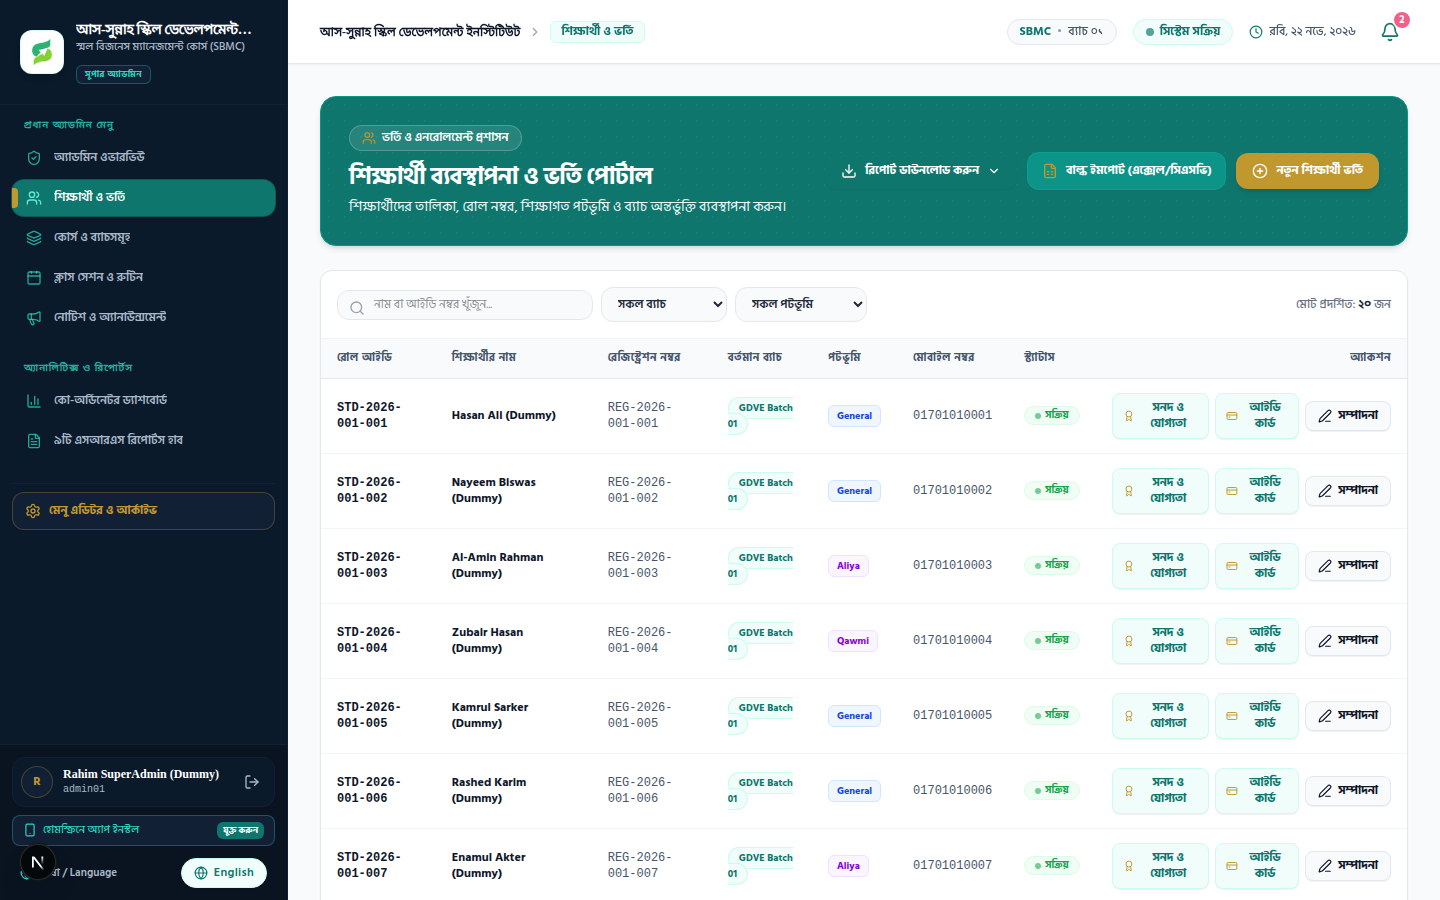 আস-সুন্নাহ স্কিল ডেভেলপমেন্ট...
স্মল বিজনেস ম্যানেজমেন্ট কোর্স (SBMC)
সুপার অ্যাডমিন
প্রধান অ্যাডমিন মেনু
অ্যাডমিন ওভারভিউ
শিক্ষার্থী ও ভর্তি
কোর্স ও ব্যাচসমূহ
ক্লাস সেশন ও রুটিন
নোটিশ ও অ্যানাউন্সমেন্ট
অ্যানালিটিক্স ও রিপোর্টস
কো-অর্ডিনেটর ড্যাশবোর্ড
৯টি এসআরএস রিপোর্টস হাব
মেনু এডিটর ও আর্কাইভ
R
Rahim SuperAdmin (Dummy)
admin01
হোমস্ক্রিনে অ্যাপ ইনস্টল
যুক্ত করুন
N
/ Language
English
আস-সুন্নাহ স্কিল ডেভেলপমেন্ট ইনস্টিটিউট
শিক্ষার্থী ও ভর্তি
SBMC • ব্যাচ ০১
সিস্টেম সক্রিয়
রবি, ২২ নভে, ২০২৬
2
ভর্তি ও এনরোলমেন্ট প্রশাসন
শিক্ষার্থী ব্যবস্থাপনা ও ভর্তি পোর্টাল
শিক্ষার্থীদের তালিকা, রোল নম্বর, শিক্ষাগত পটভূমি ও ব্যাচ অন্তর্ভুক্তি ব্যবস্থাপনা করুন।
রিপোর্ট ডাউনলোড করুন
বাল্ক ইমপোর্ট (এক্সেল/সিএসভি)
নতুন শিক্ষার্থী ভর্তি
নাম বা আইডি নম্বর খুঁজুন...
সকল ব্যাচ
সকল পটভূমি
মোট প্রদর্শিত: ২০ জন
রোল আইডি শিক্ষার্থীর নাম রেজিস্ট্রেশন নম্বর বর্তমান ব্যাচ পটভূমি মোবাইল নম্বর স্ট্যাটাস অ্যাকশন
STD-2026-
001-001
Hasan Ali (Dummy)
REG-2026-
001-001
GDVE Batch
01
General
01701010001
সক্রিয়
সনদ ও
যোগ্যতা
আইডি
কার্ড
সম্পাদনা
STD-2026-
001-002
Nayeem Biswas
(Dummy)
REG-2026-
001-002
GDVE Batch
01
General
01701010002
সক্রিয়
সনদ ও
যোগ্যতা
আইডি
কার্ড
সম্পাদনা
STD-2026-
001-003
Al-Amin Rahman
(Dummy)
REG-2026-
001-003
GDVE Batch
01
Aliya
01701010003
সক্রিয়
সনদ ও
যোগ্যতা
আইডি
কার্ড
সম্পাদনা
STD-2026-
001-004
Zubair Hasan
(Dummy)
REG-2026-
001-004
GDVE Batch
01
Qawmi
01701010004
সক্রিয়
সনদ ও
যোগ্যতা
আইডি
কার্ড
সম্পাদনা
STD-2026-
001-005
Kamrul Sarker
(Dummy)
REG-2026-
001-005
GDVE Batch
01
General
01701010005
সক্রিয়
সনদ ও
যোগ্যতা
আইডি
কার্ড
সম্পাদনা
STD-2026-
001-006
Rashed Karim
(Dummy)
REG-2026-
001-006
GDVE Batch
01
General
01701010006
সক্রিয়
সনদ ও
যোগ্যতা
আইডি
কার্ড
সম্পাদনা
STD-2026-
001-007
Enamul Akter
(Dummy)
REG-2026-
001-007
GDVE Batch
01
Aliya
01701010007
সক্রিয়
সনদ ও
যোগ্যতা
আইডি
কার্ড
সম্পাদনা